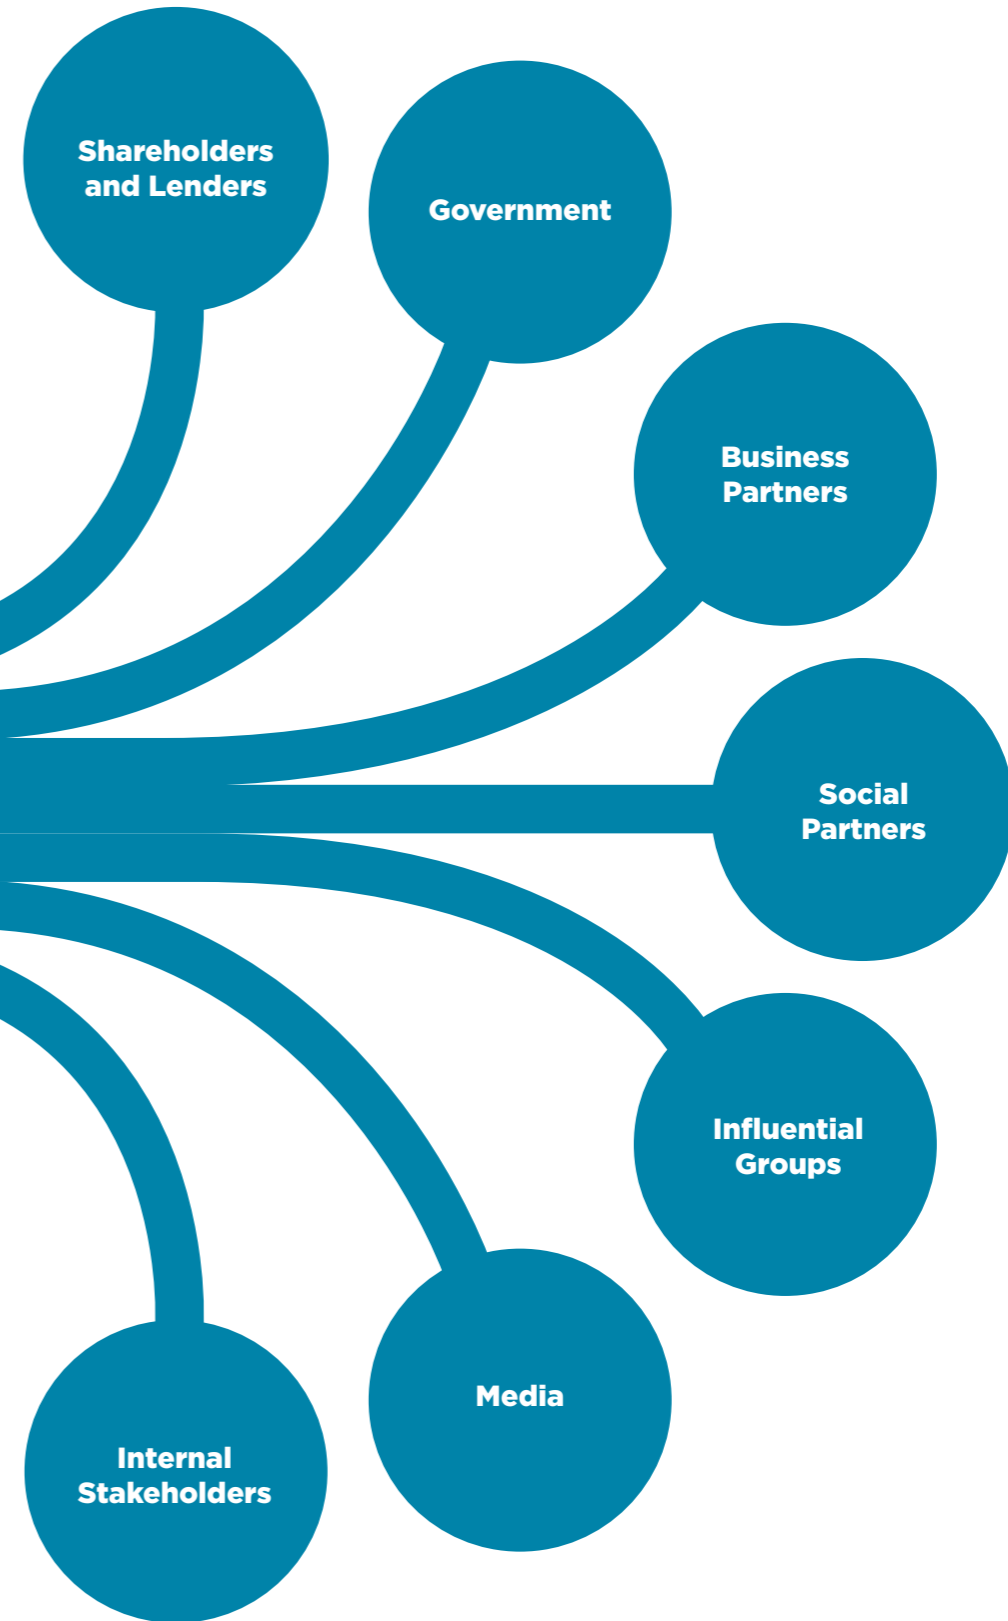 Shareholders
and Lenders
Government
Business
Partners
Social
Partners
Influential
Groups
Media
Internal
Stakeholders